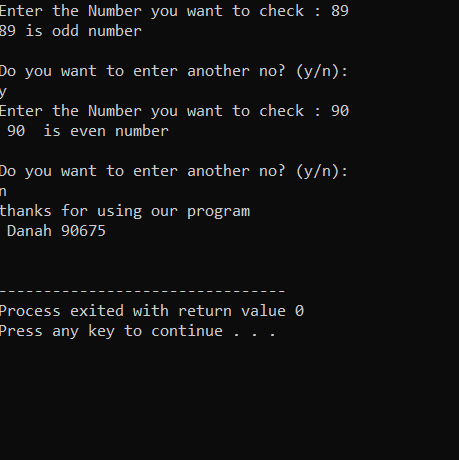 Enter the Number you want to check : 89
89 is odd number
Do you want to enter another no? (y/n):
y
Enter the Number you want to check : 90
 90  is even number
Do you want to enter another no? (y/n):
n
thanks for using our program
 Danah 90675
--------------------------------
Process exited with return value 0
Press any key to continue . . .